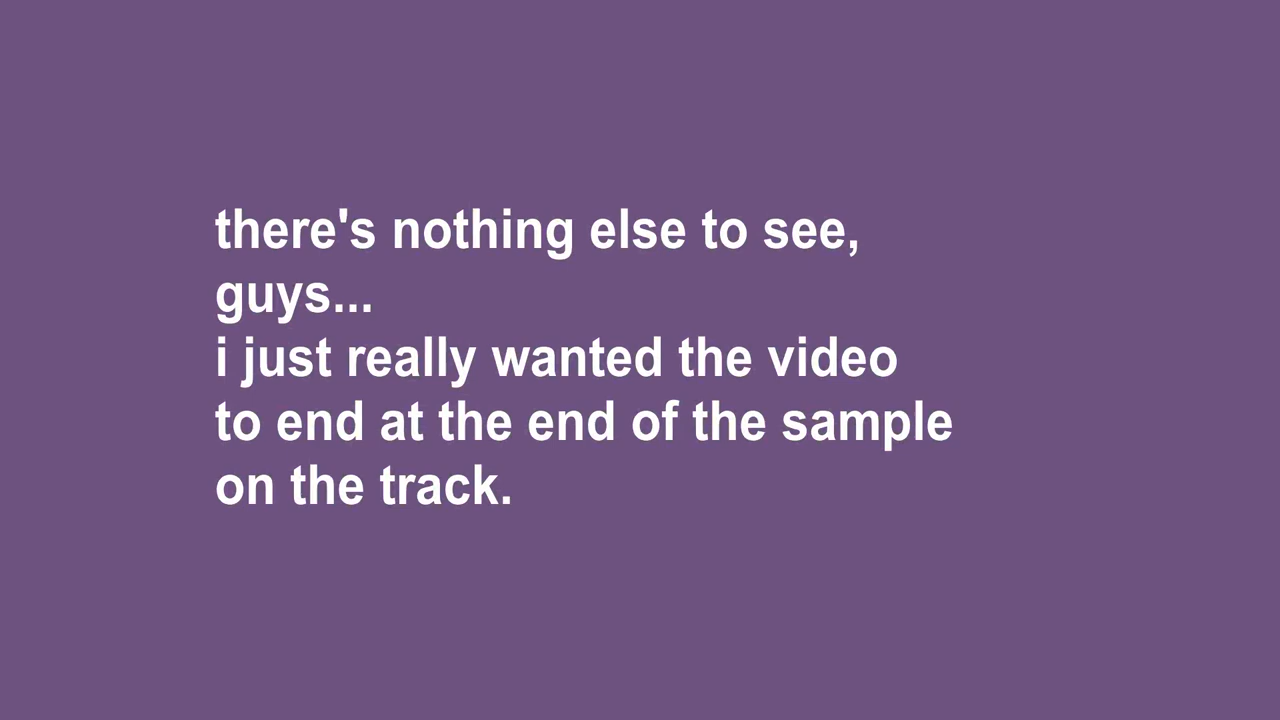 there's nothing else to see,
guys...
i just really wanted the video
to end at the end of the sample
on the track.